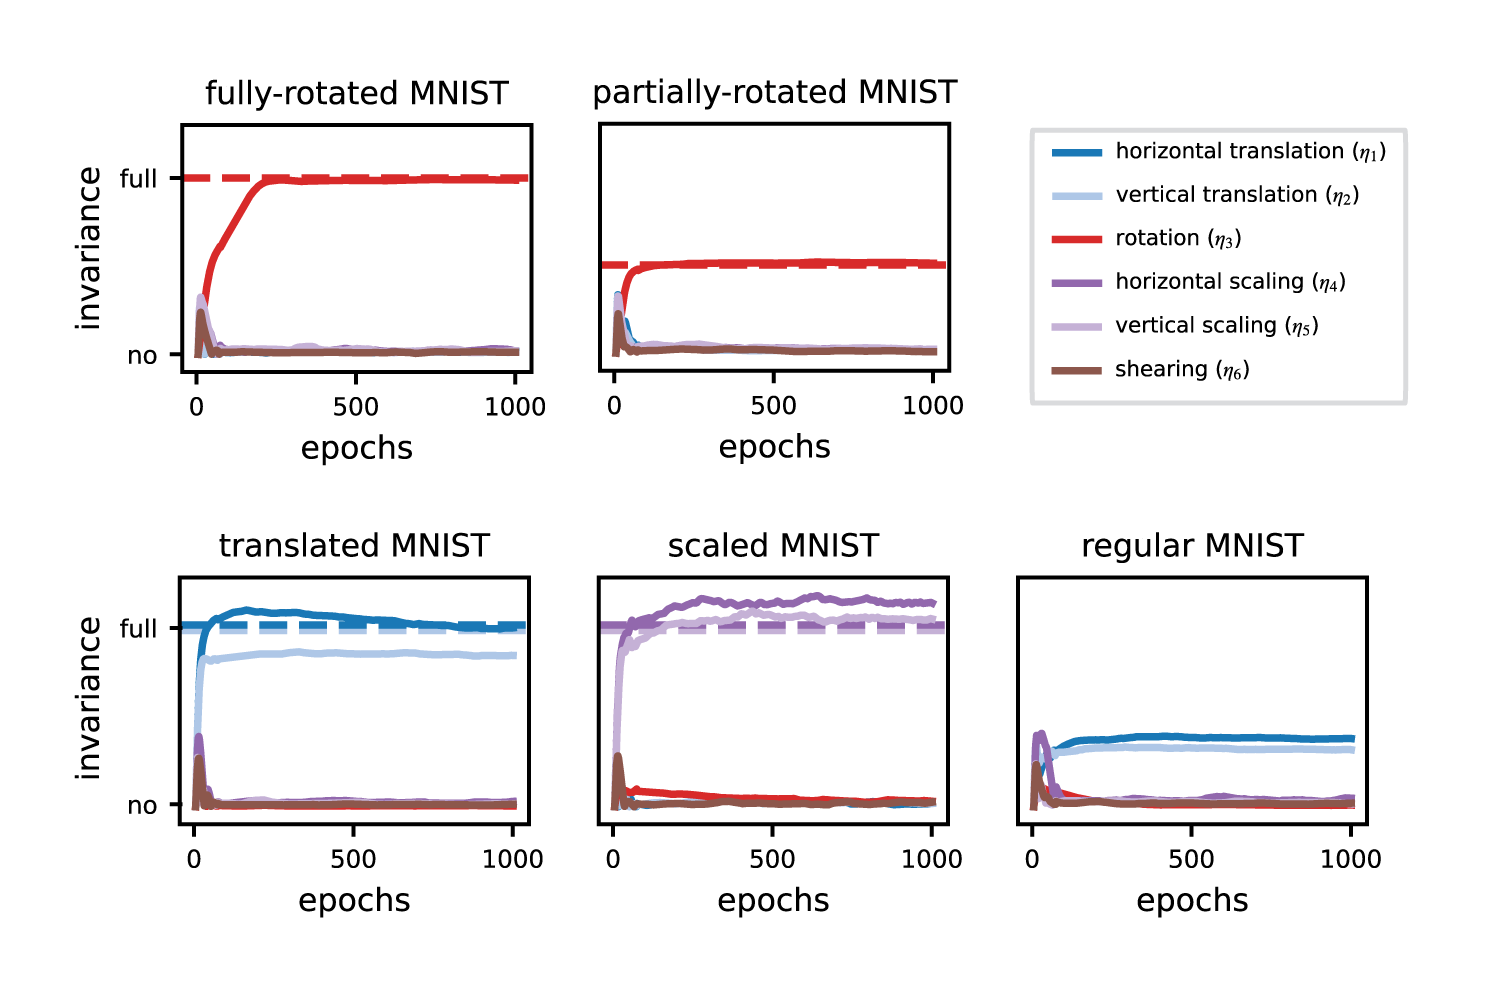 fully-rotated MNIST
partially-rotated MNIST
invariance
full
no
0 500 1000
epochs
0 500 1000
epochs
horizontal translation (η1)
vertical translation (η2)
rotation (η3)
horizontal scaling (η4)
vertical scaling (η5)
shearing (η6)
translated MNIST
scaled MNIST
regular MNIST
invariance
full
no
0 500 1000
epochs
0 500 1000
epochs
0 500 1000
epochs